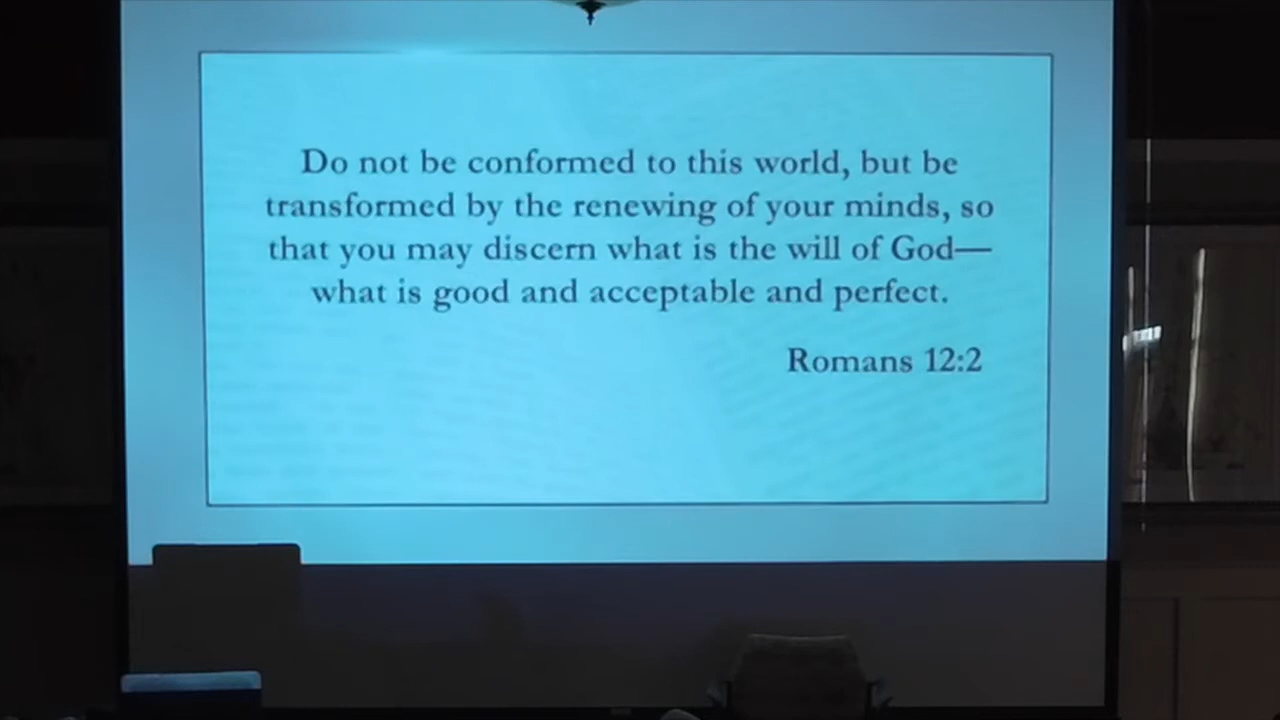 Do not be conformed to this world, but be
transformed by the renewing of your minds, so
that you may discern what is the will of God—
what is good and acceptable and perfect.
Romans 12:2